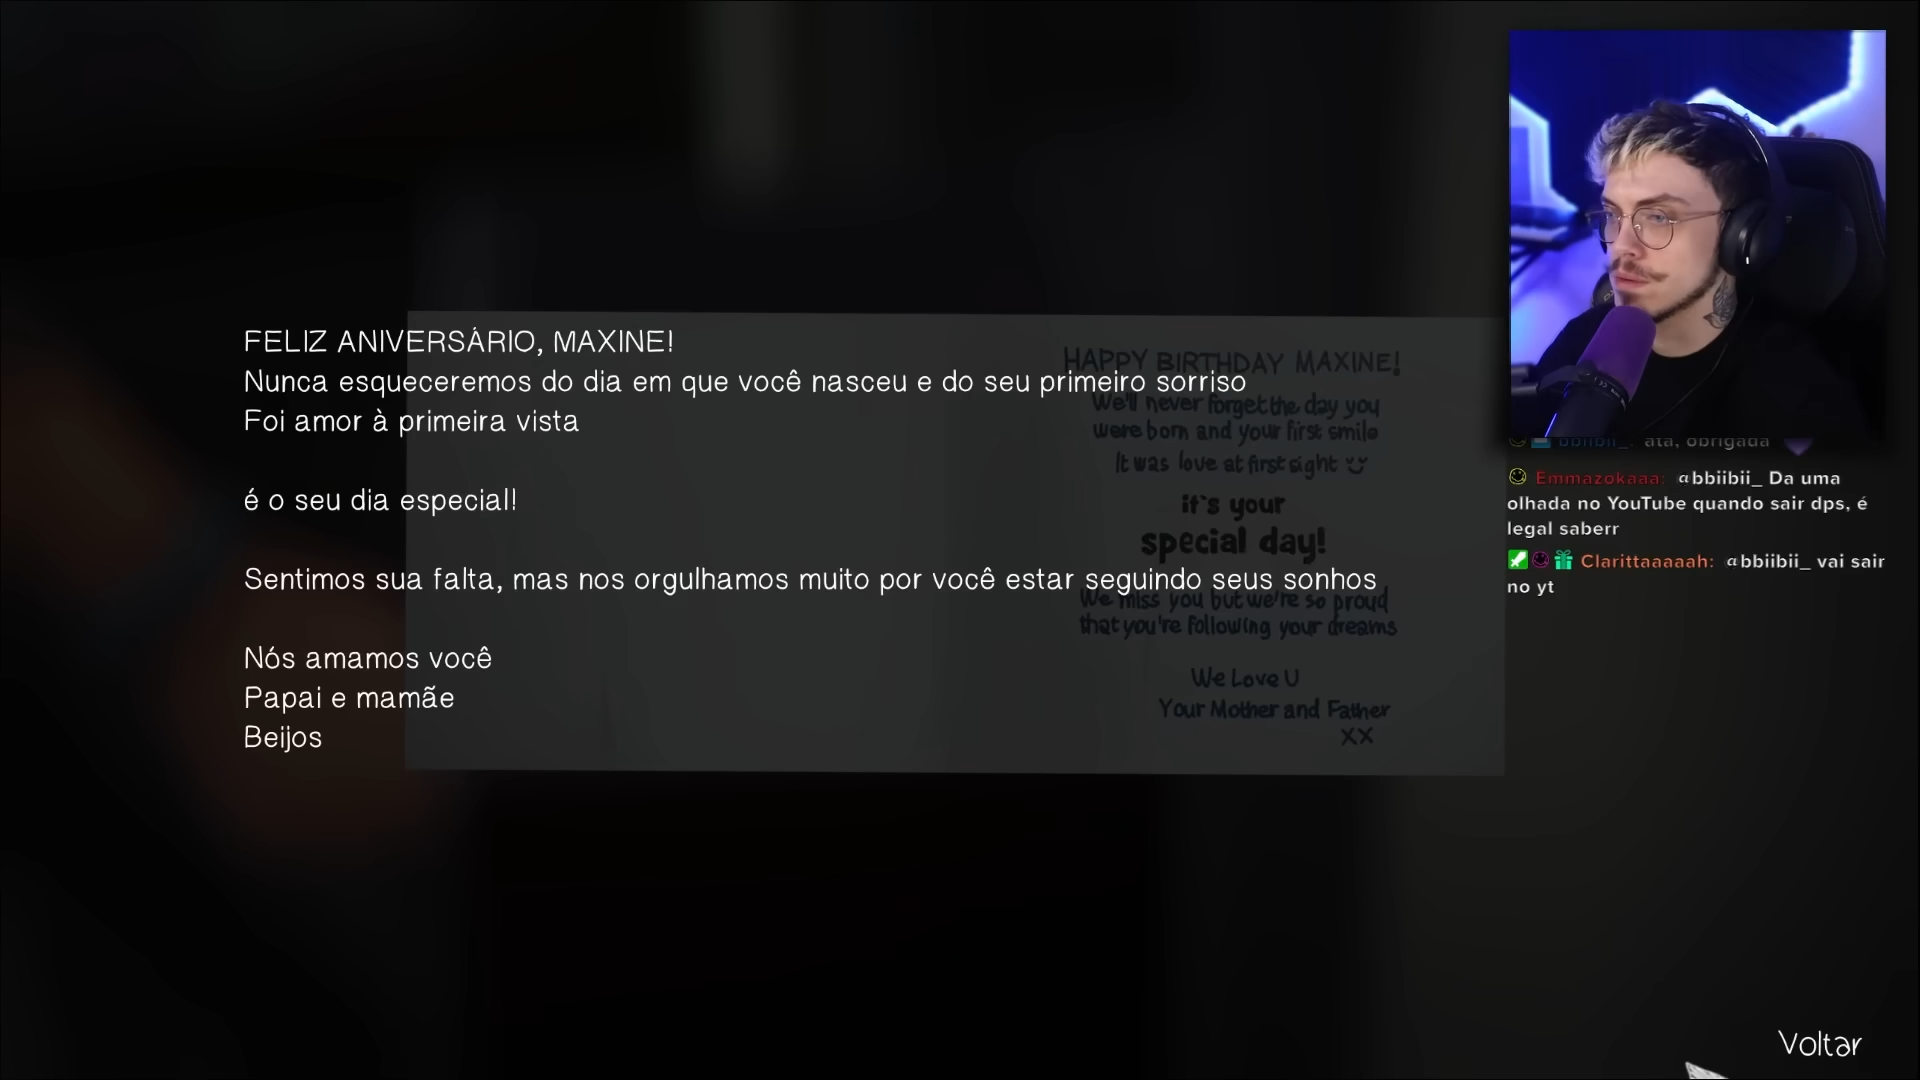 FELIZ ANIVERSÁRIO, MAXINE!
Nunca esqueceremos do dia em que você nasceu e do seu primeiro sorriso
Foi amor à primeira vista
é o seu dia especial!
Sentimos sua falta, mas nos orgulhamos muito por você estar seguindo seus sonhos
Nós amamos você
Papai e mamãe
Beijos
HAPPY BIRTHDAY MAXINE!
We'll never forget the day you
were born and your first smile
It was love at first sight
it's your
special day!
We miss you but we're so proud
that you're following your dreams
We Love U
Your Mother and Father
XX
bbiibii_: ata, obrigada
Emmazokaaa: @bbiibii_ Da uma
olhada no YouTube quando sair dps, é
legal saberr
Clarittaaaaah: @bbiibii_ vai sair
no yt
Voltar